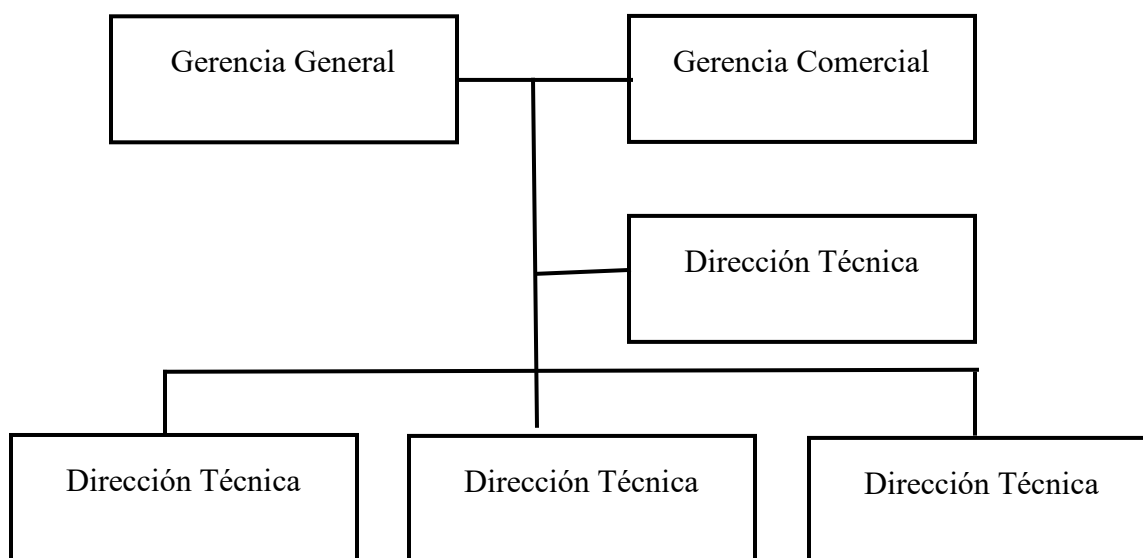 Gerencia General
Gerencia Comercial
Dirección Técnica
Dirección Técnica
Dirección Técnica
Dirección Técnica